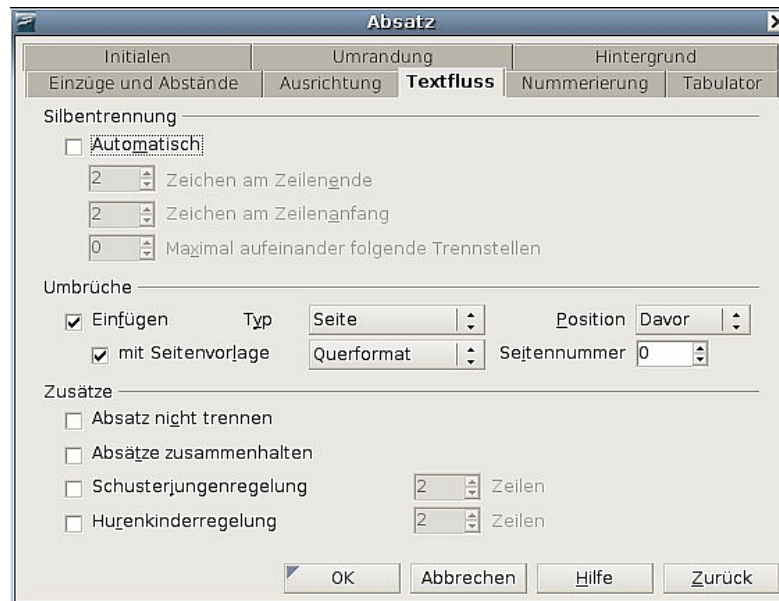 Absatz
Initialen Umrandung Hintergrund
Einzüge und Abstände Ausrichtung Textfluss Nummerierung Tabulator
Silbentrennung
Automatisch
2 Zeichen am Zeilenende
2 Zeichen am Zeilenanfang
0 Maximal aufeinander folgende Trennstellen
Umbrüche
Einfügen Typ Seite Position Davor
mit Seitenvorlage Querformat Seitennummer 0
Zusätze
Absatz nicht trennen
Absätze zusammenhalten
Schusterjungenregelung 2 Zeilen
Hurenkinderregelung 2 Zeilen
OK Abbrechen Hilfe Zurück